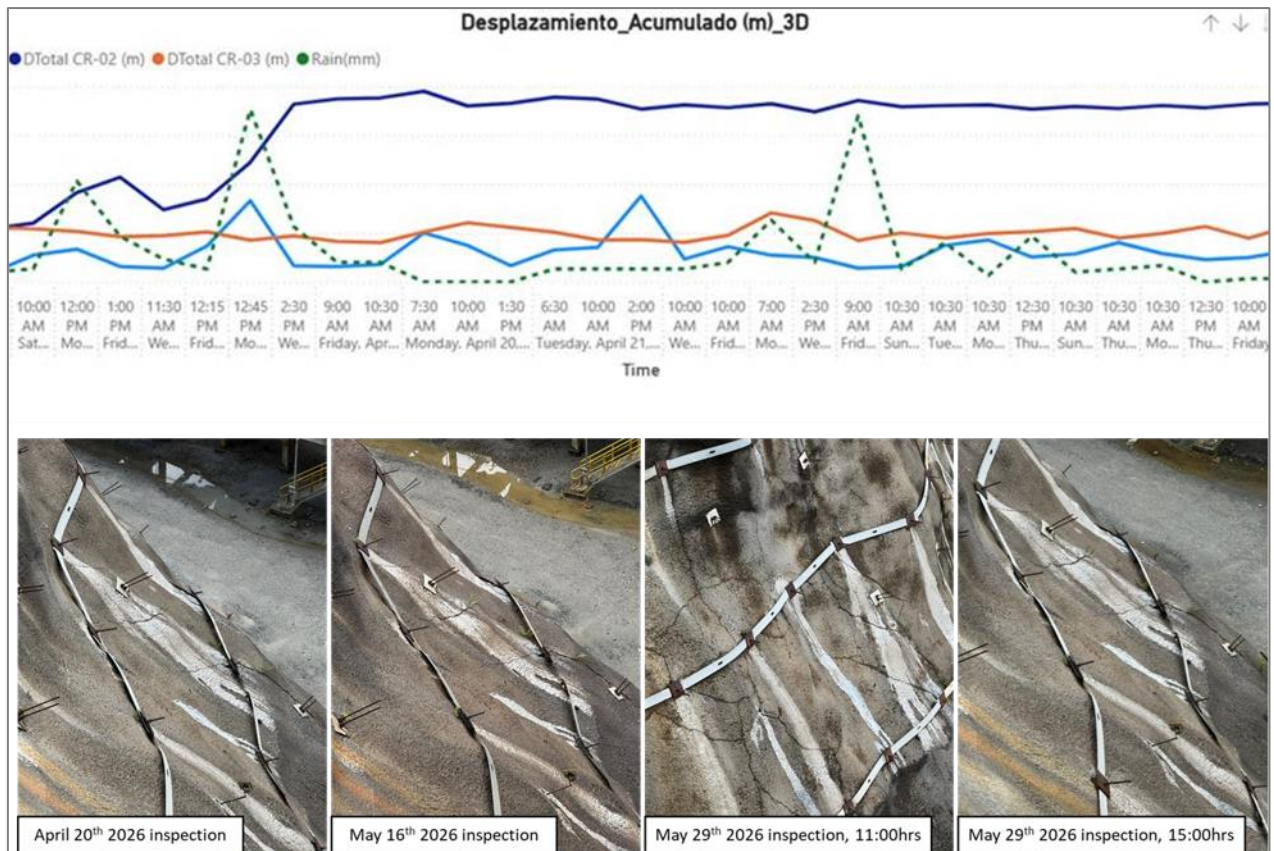 Desplazamiento_Acumulado (m)_3D
DTotal CR-02 (m) DTotal CR-03 (m) Rain(mm)
10:00 12:00 1:00 11:30 12:15 12:45 2:30 9:00 10:30 7:30 10:00 1:30 6:30 10:00 2:00 10:00 10:00 7:00 2:30 9:00 10:30 10:30 10:30 12:30 10:30 10:30 10:30 12:30 10:00
AM PM PM AM PM PM PM AM AM AM AM PM AM AM PM AM AM AM PM AM AM AM AM PM AM AM AM PM AM
Sat... Mo... Frid... We... Frid... Mo... We... Friday, Apr... Monday, April 20,... Tuesday, April 21,... We... Frid... Mo... We... Frid... Sun... Tue... Mo... Thu... Sun... Thu... Mo... Thu... Friday
Time
April 20th 2026 inspection
May 16th 2026 inspection
May 29th 2026 inspection, 11:00hrs
May 29th 2026 inspection, 15:00hrs